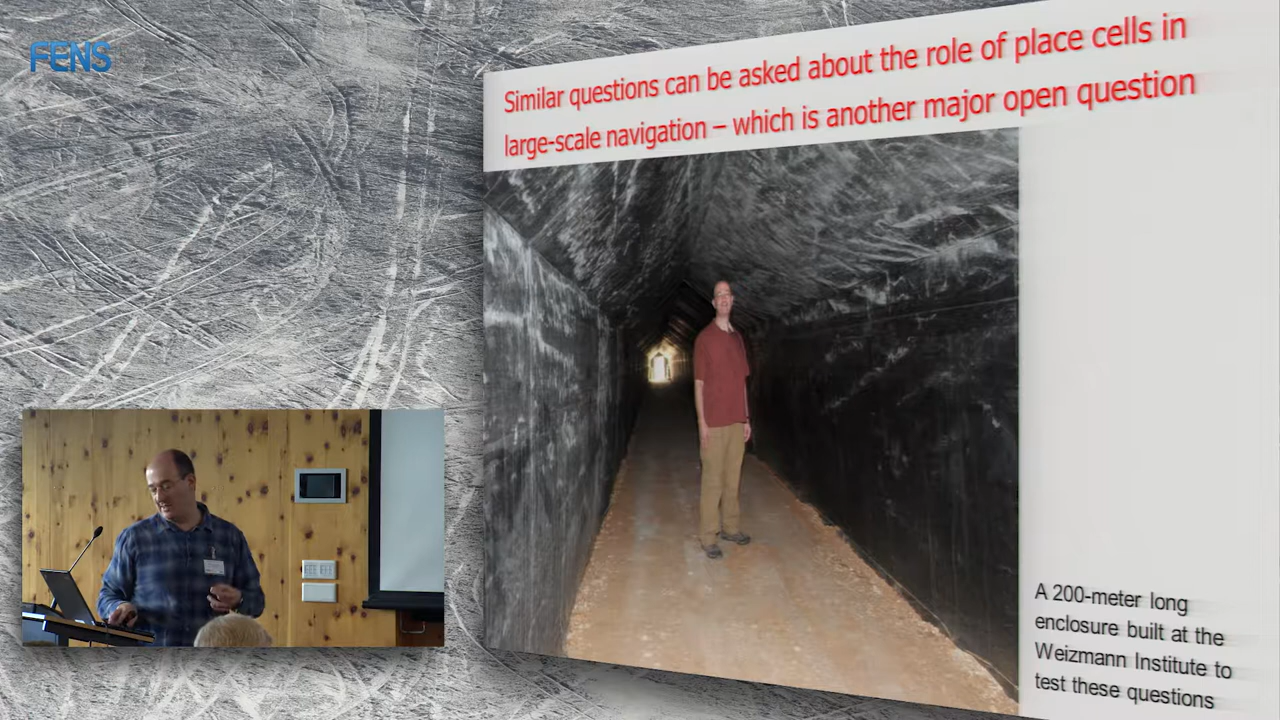 FENS
Similar questions can be asked about the role of place cells in
large-scale navigation – which is another major open question
A 200-meter long
enclosure built at the
Weizmann Institute to
test these questions